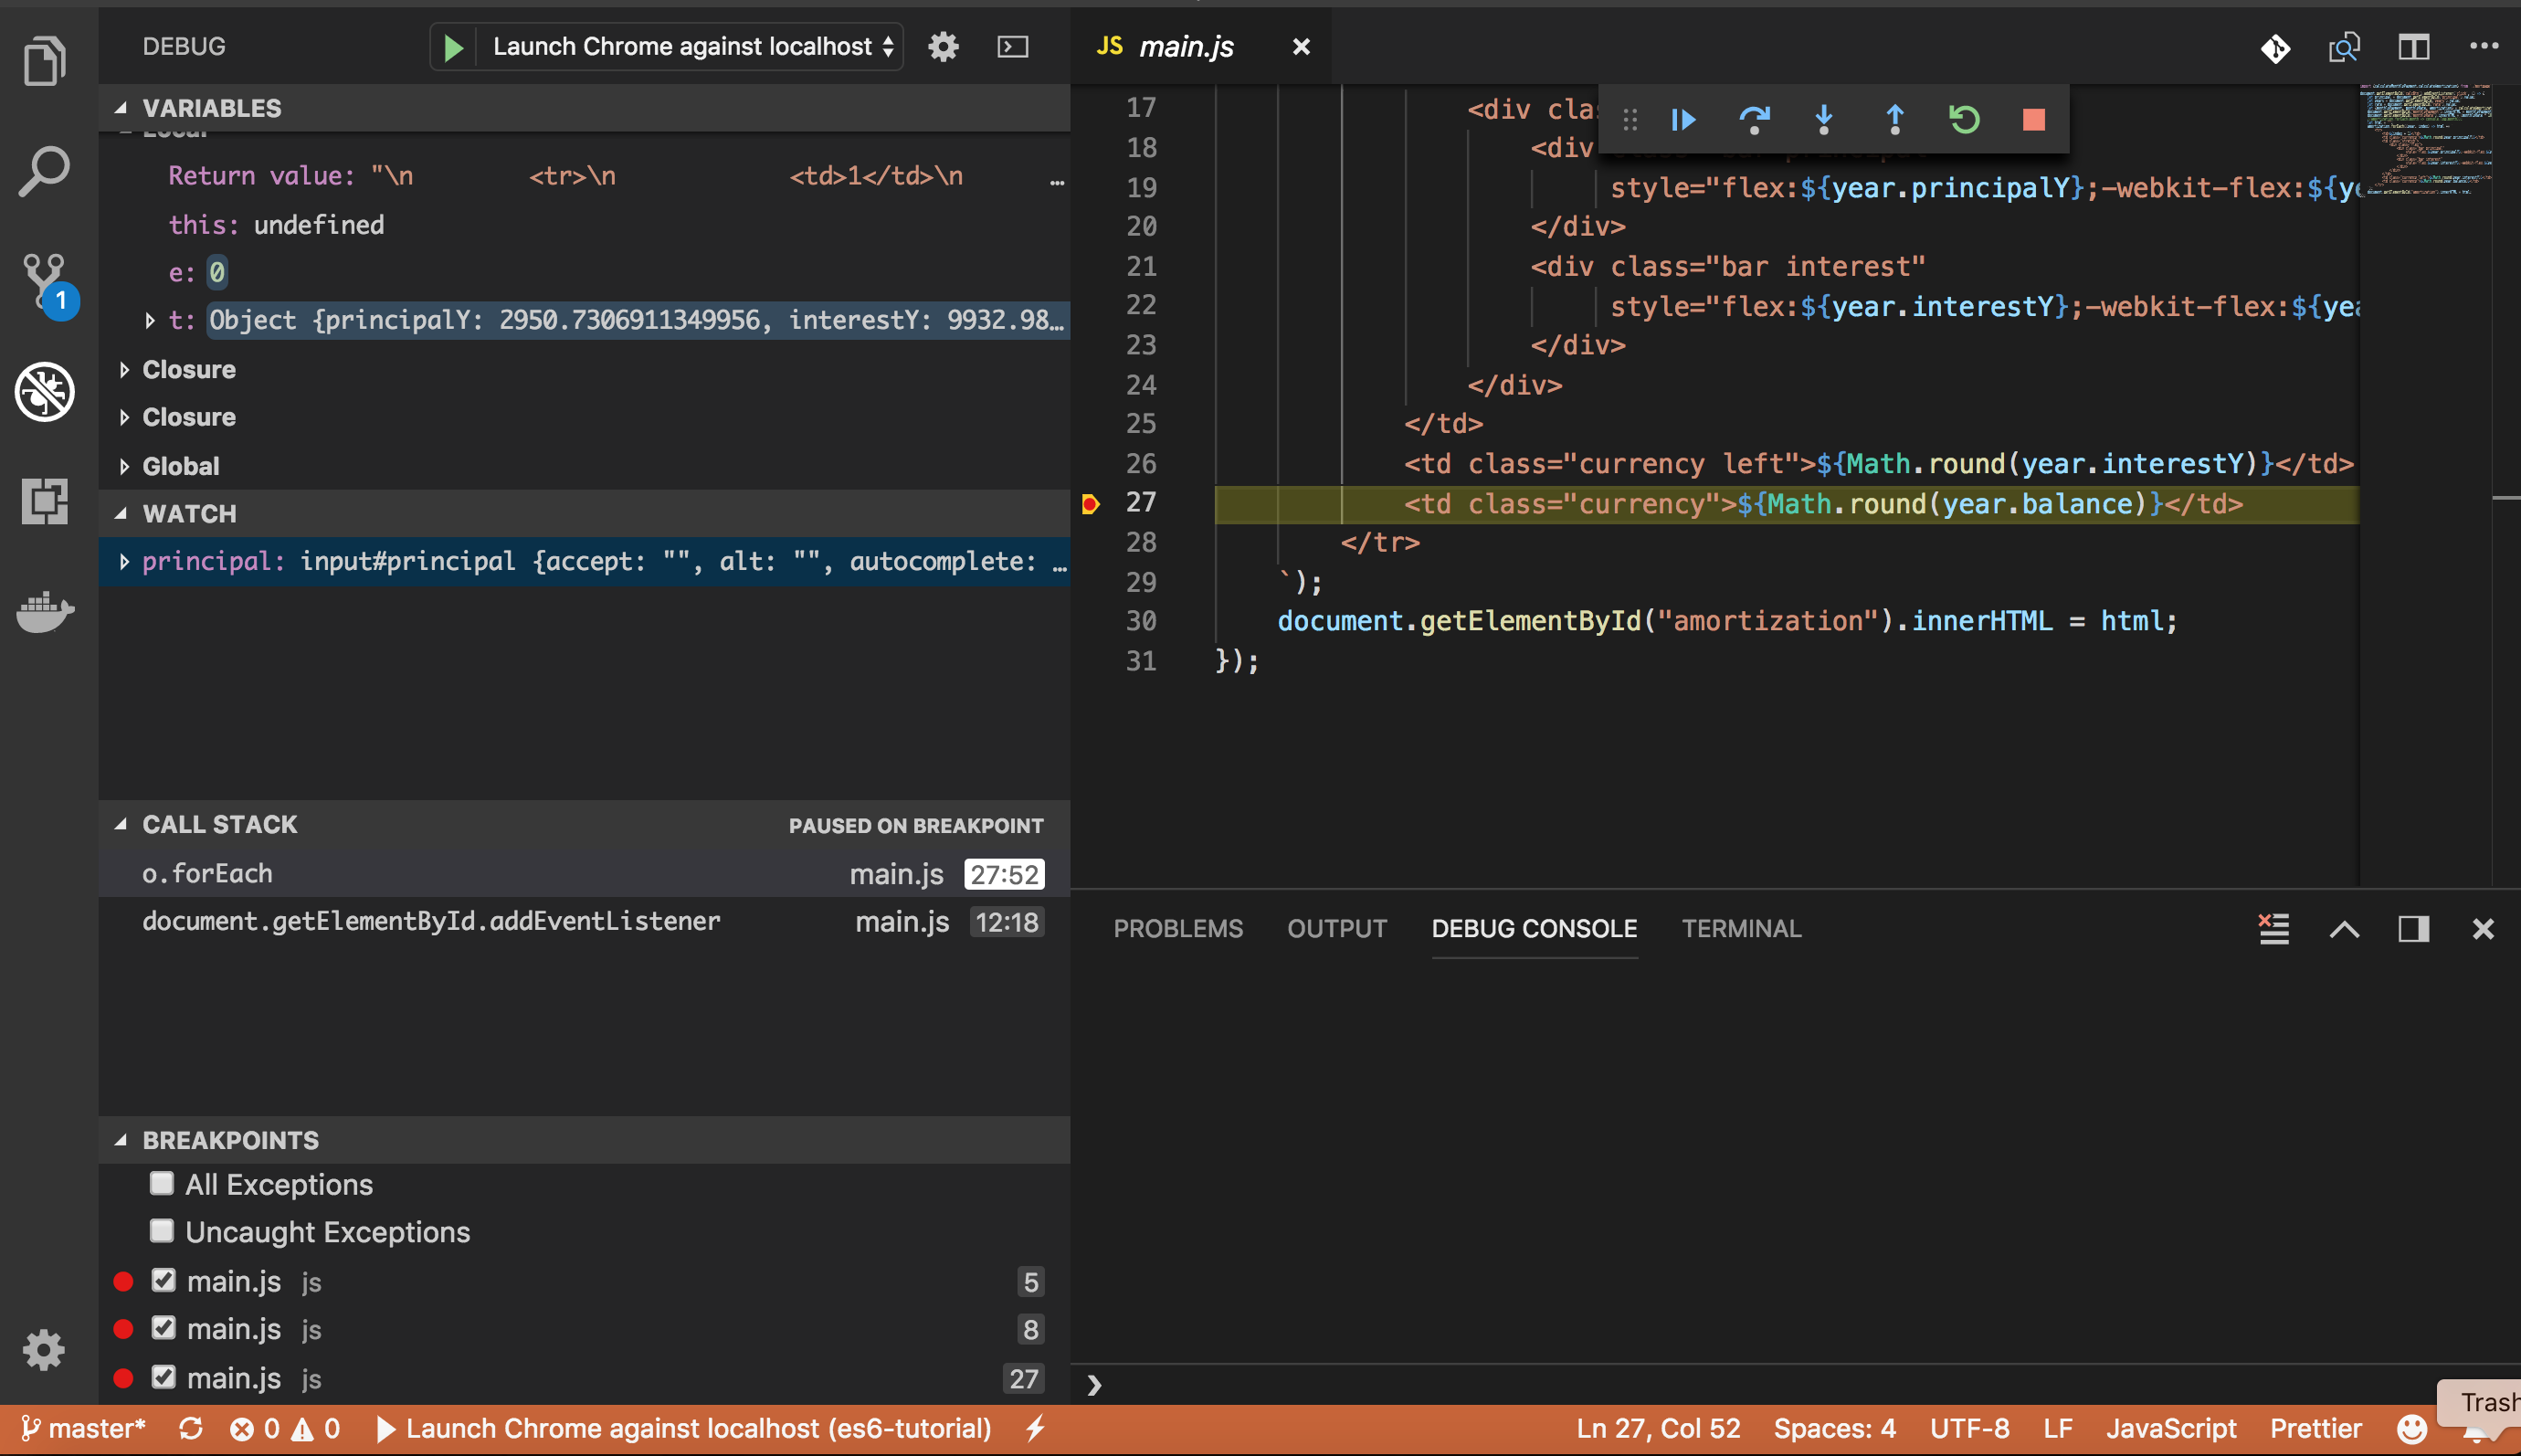 DEBUG
Launch Chrome against localhost
VARIABLES
Local
Return value: "\n <tr>\n <td>1</td>\n …
this: undefined
e: 0
t: Object {principalY: 2950.7306911349956, interestY: 9932.98…
Closure
Closure
Global
1
WATCH
principal: input#principal {accept: "", alt: "", autocomplete: …
CALL STACK
PAUSED ON BREAKPOINT
o.forEach main.js 27:52
document.getElementById.addEventListener main.js 12:18
BREAKPOINTS
All Exceptions
Uncaught Exceptions
main.js js 5
main.js js 8
main.js js 27
JS main.js
17 <div clas
18 <div
19 style="flex:${year.principalY};-webkit-flex:${ye
20 </div>
21 <div class="bar interest"
22 style="flex:${year.interestY};-webkit-flex:${yea
23 </div>
24 </div>
25 </td>
26 <td class="currency left">${Math.round(year.interestY)}</td>
27 <td class="currency">${Math.round(year.balance)}</td>
28 </tr>
29 `);
30 document.getElementById("amortization").innerHTML = html;
31 });
PROBLEMS OUTPUT DEBUG CONSOLE TERMINAL
Trash
master* 0 0 Launch Chrome against localhost (es6-tutorial) Ln 27, Col 52 Spaces: 4 UTF-8 LF JavaScript Prettier